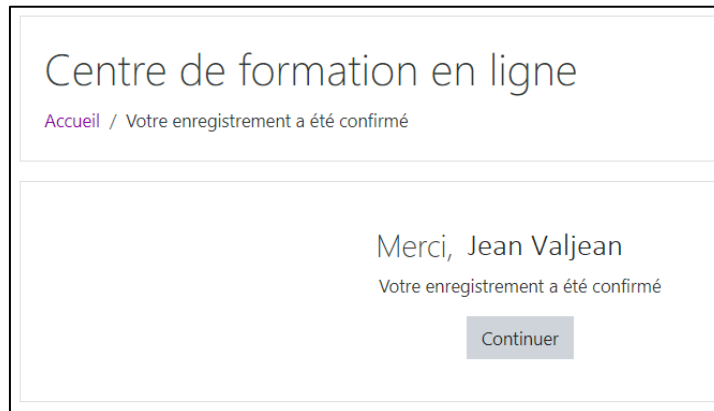 Centre de formation en ligne
Accueil / Votre enregistrement a été confirmé
Merci, Jean Valjean
Votre enregistrement a été confirmé
Continuer